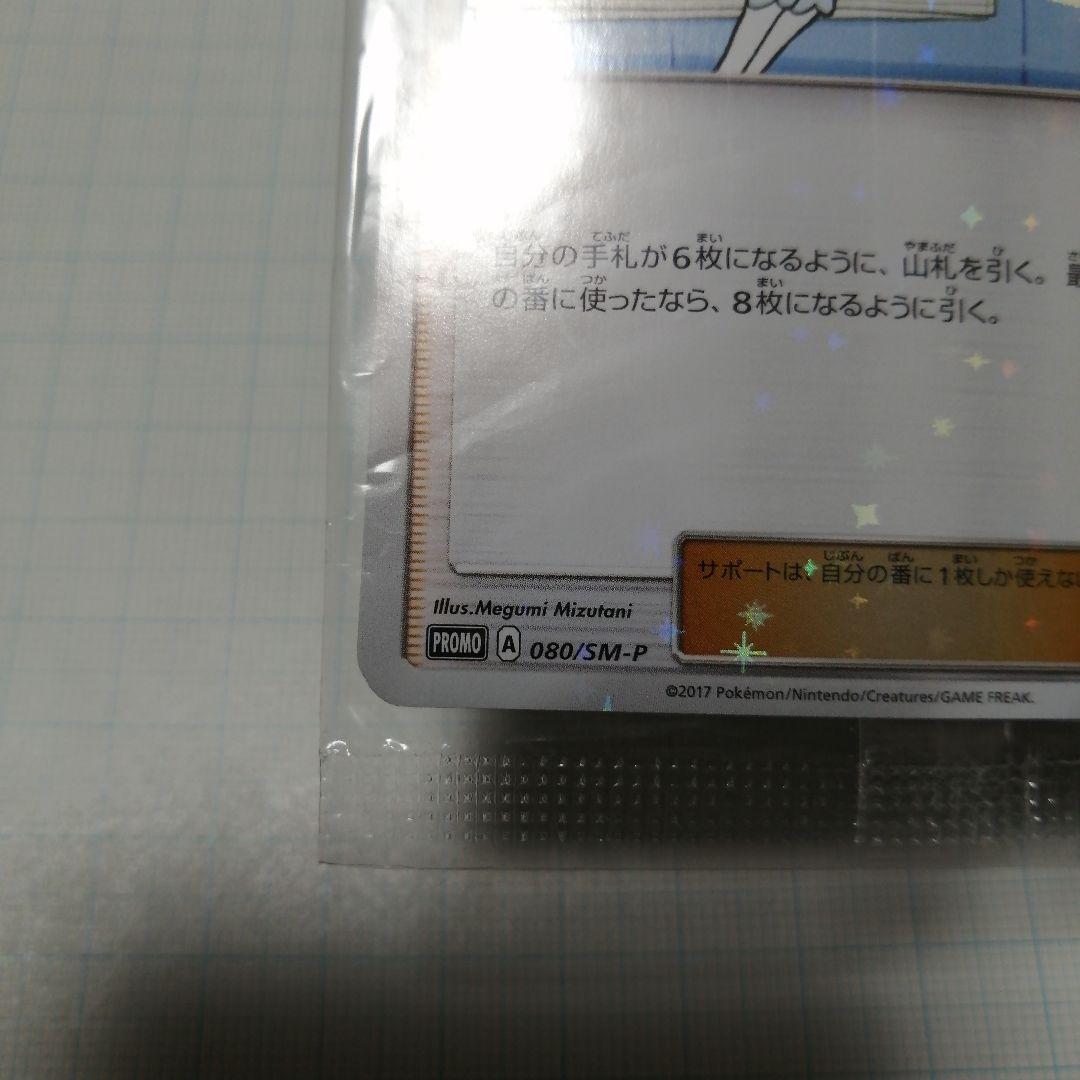 自分の手札が6枚になるように、山札を引く。最
の番に使ったなら、8枚になるように引く。
サポートは、自分の番に1枚しか使えな
Illus.Megumi Mizutani
PROMO A 080/SM-P
©2017 Pokémon/Nintendo/Creatures/GAME FREAK.